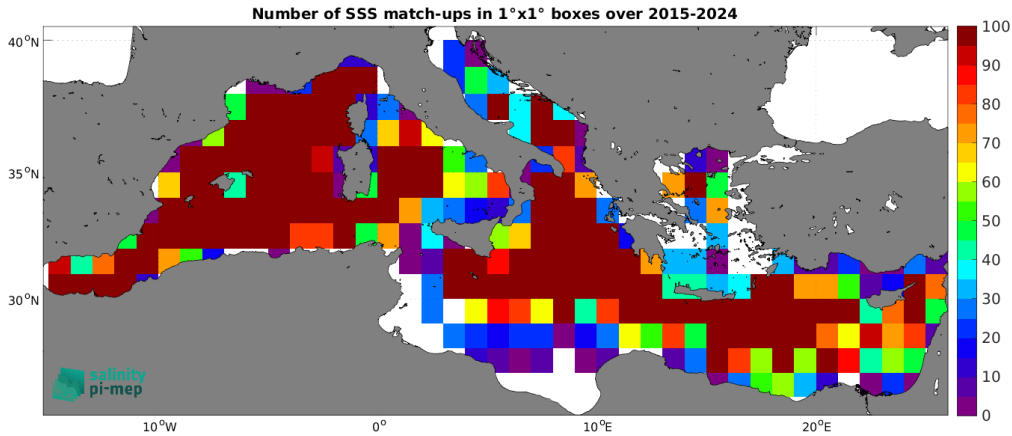 Number of SSS match-ups in 1°x1° boxes over 2015-2024
40°N
35°N
30°N
10°W
0°
10°E
20°E
100
90
80
70
60
50
40
30
20
10
0
salinity
pi-mep